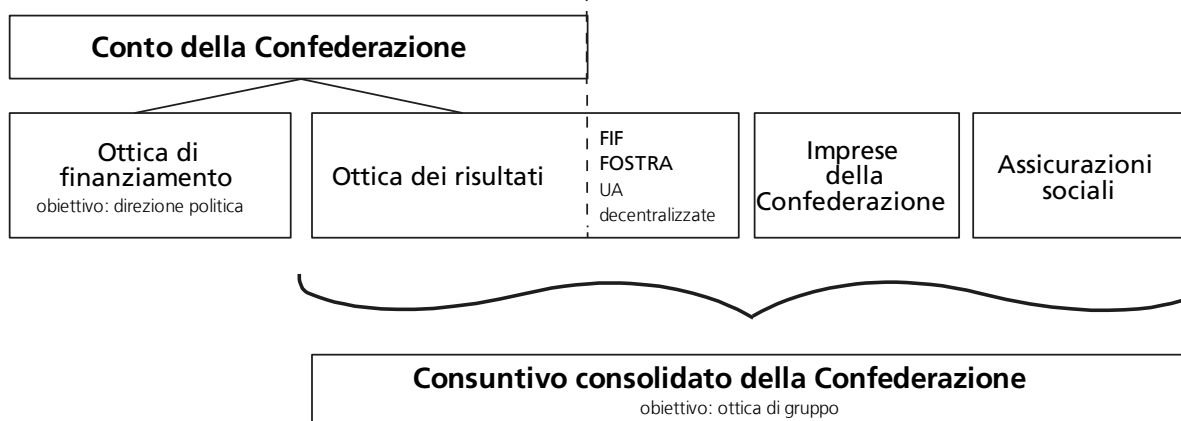 Conto della Confederazione
Ottica di
finanziamento
obiettivo: direzione politica
Ottica dei risultati
FIF
FOSTRA
UA
decentralizzate
Imprese
della
Confederazione
Assicurazioni
sociali
Consuntivo consolidato della Confederazione
obiettivo: ottica di gruppo